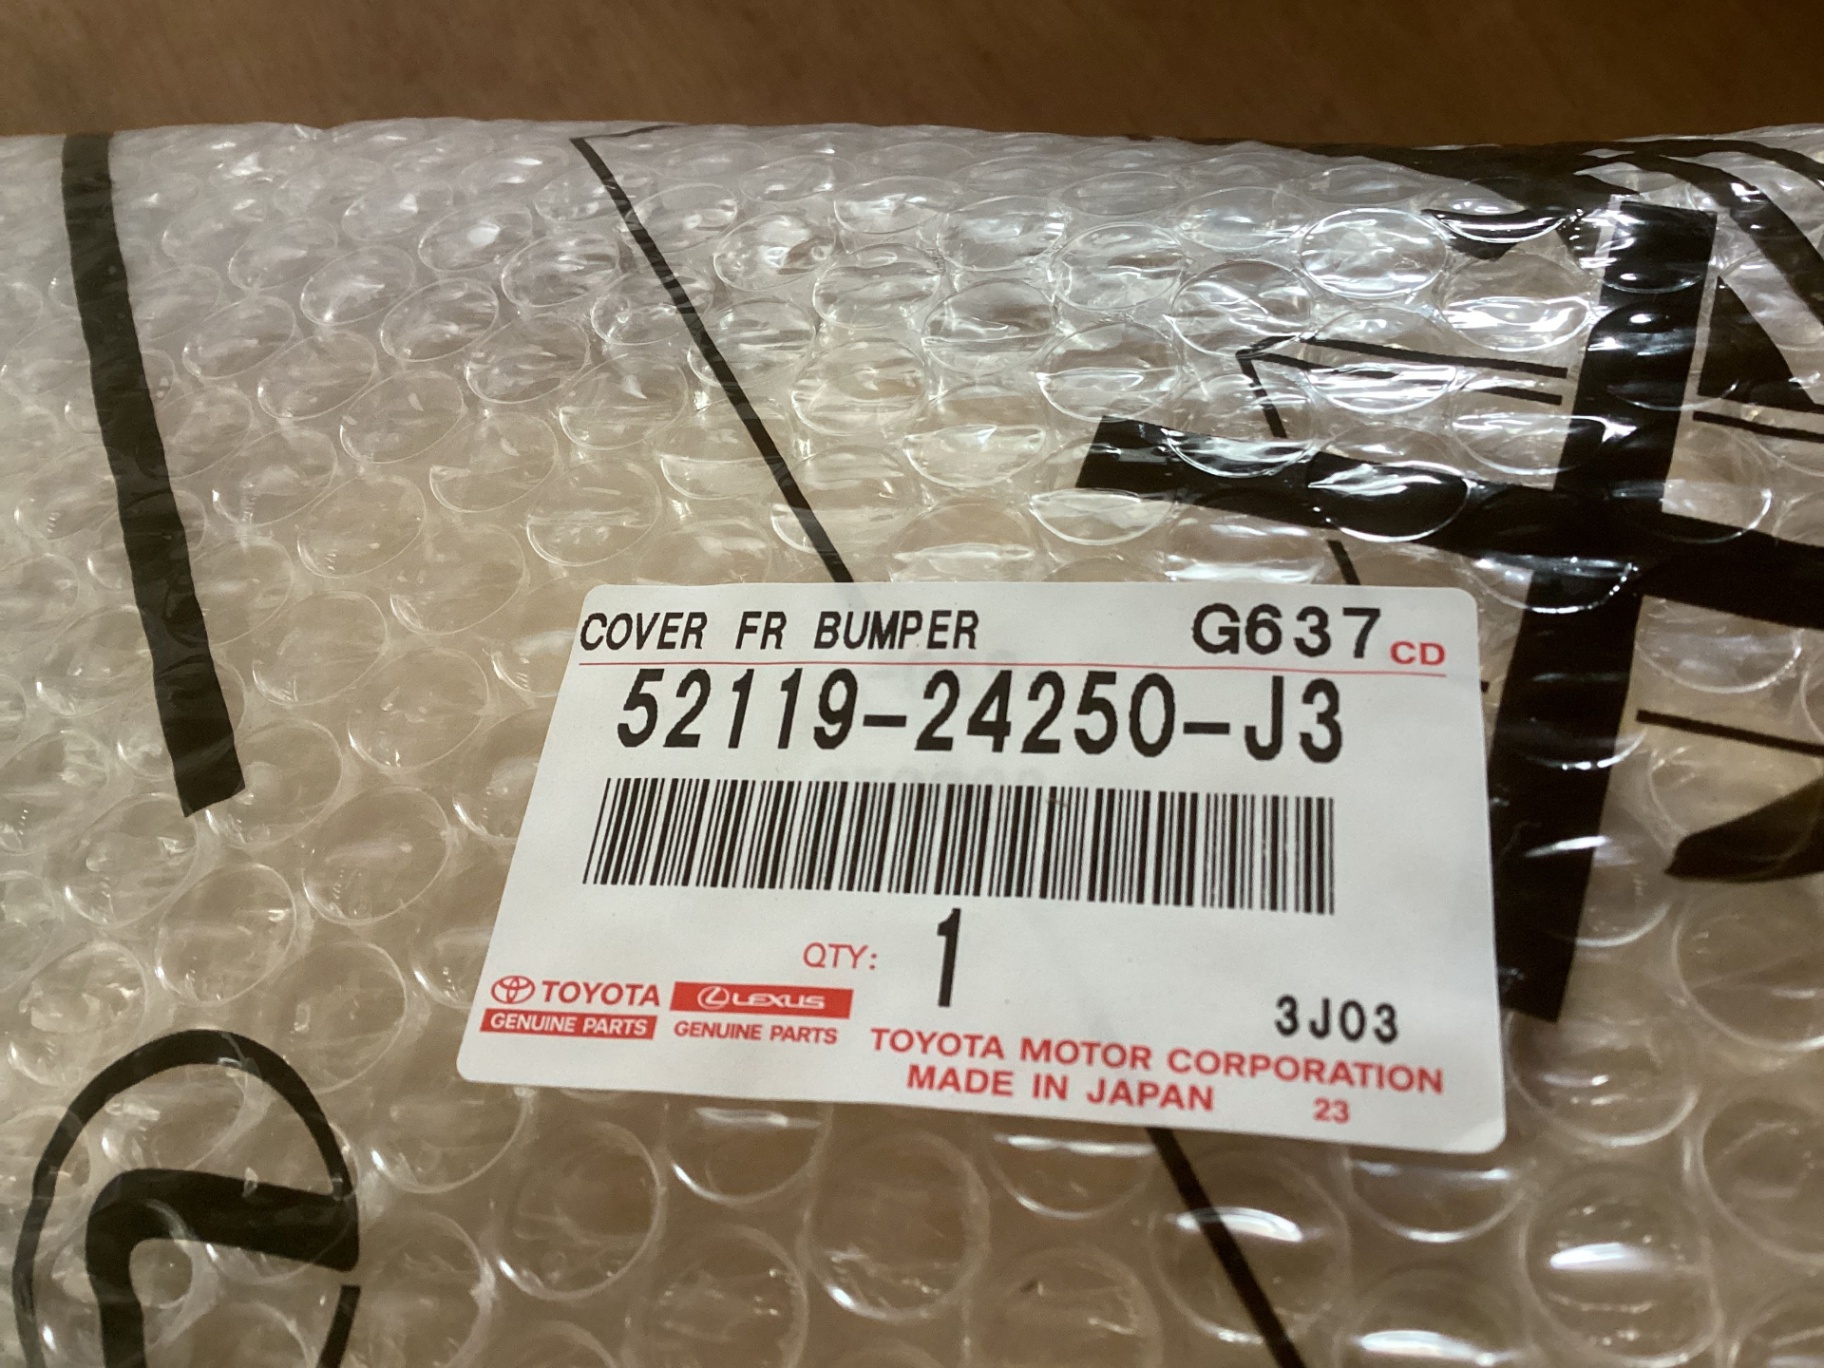 COVER FR BUMPER G637 CD
52119-24250-J3
QTY: 1
TOYOTA LEXUS 3J03
GENUINE PARTS GENUINE PARTS
TOYOTA MOTOR CORPORATION
MADE IN JAPAN 23